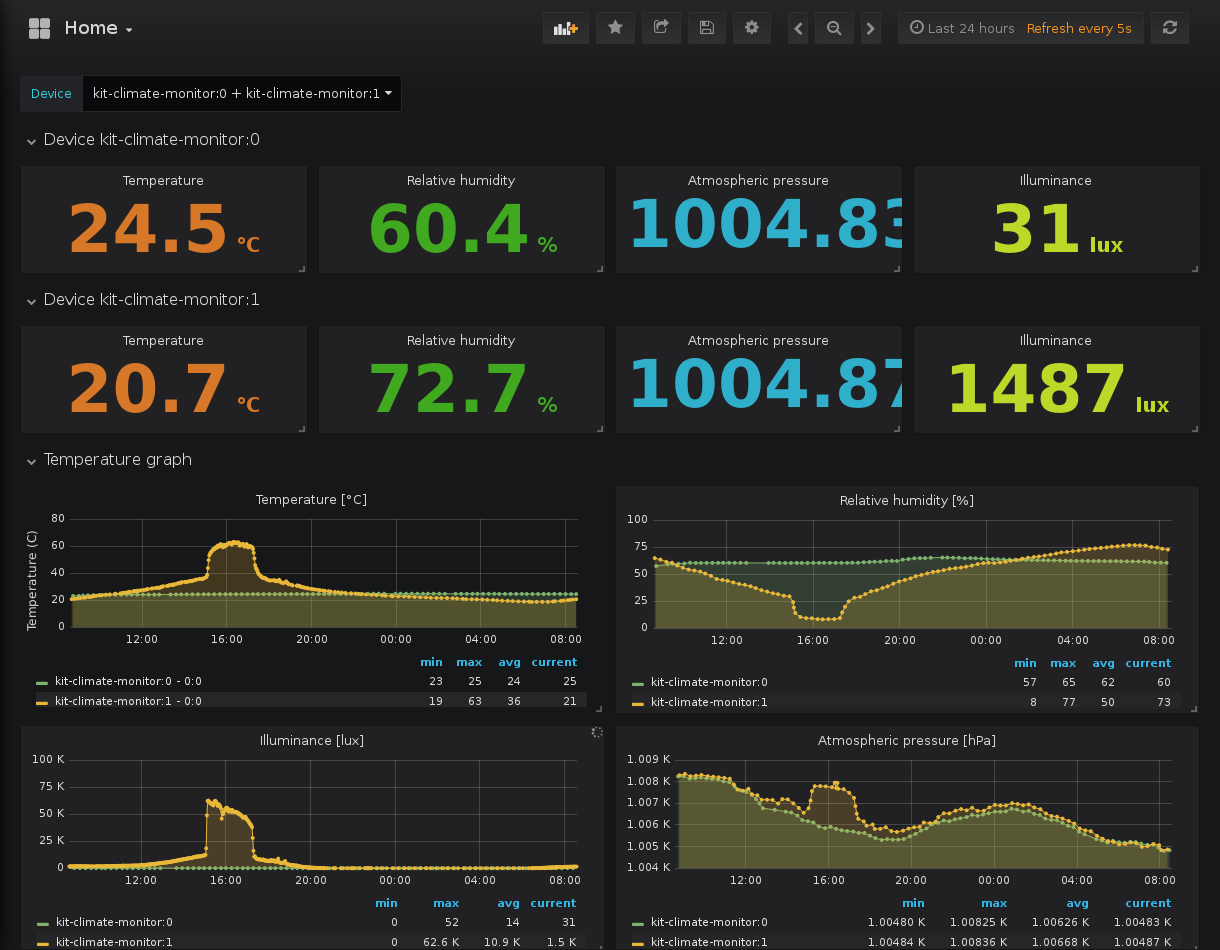 Home
Last 24 hours Refresh every 5s
Device kit-climate-monitor:0 + kit-climate-monitor:1
Device kit-climate-monitor:0
Temperature Relative humidity Atmospheric pressure Illuminance
24.5 °C 60.4 % 1004.83 31 lux
Device kit-climate-monitor:1
Temperature Relative humidity Atmospheric pressure Illuminance
20.7 °C 72.7 % 1004.87 1487 lux
Temperature graph
Temperature [°C]
Temperature (C)
80
60
40
20
0
12:00 16:00 20:00 00:00 04:00 08:00
min max avg current
kit-climate-monitor:0 - 0:0 23 25 24 25
kit-climate-monitor:1 - 0:0 19 63 36 21
Relative humidity [%]
100
75
50
25
0
12:00 16:00 20:00 00:00 04:00 08:00
min max avg current
kit-climate-monitor:0 57 65 62 60
kit-climate-monitor:1 8 77 50 73
Illuminance [lux]
100 K
75 K
50 K
25 K
0
12:00 16:00 20:00 00:00 04:00 08:00
min max avg current
kit-climate-monitor:0 0 52 14 31
kit-climate-monitor:1 0 62.6 K 10.9 K 1.5 K
Atmospheric pressure [hPa]
1.009 K
1.008 K
1.007 K
1.006 K
1.005 K
1.004 K
12:00 16:00 20:00 00:00 04:00 08:00
min max avg current
kit-climate-monitor:0 1.00480 K 1.00825 K 1.00626 K 1.00483 K
kit-climate-monitor:1 1.00484 K 1.00836 K 1.00668 K 1.00487 K